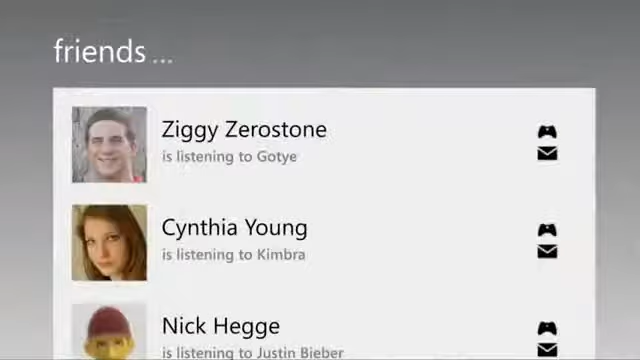 friends ...
Ziggy Zerostone
is listening to Gotye
Cynthia Young
is listening to Kimbra
Nick Hegge
is listening to Justin Bieber